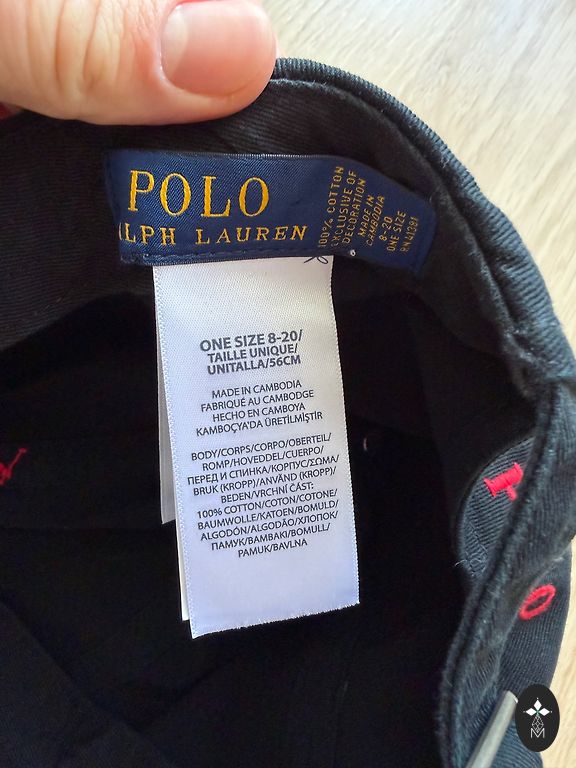 POLO
ALPH LAUREN
100% COTTON
EXCLUSIVE OF
DECORATION
MADE IN
CAMBODIA
8-20
ONE SIZE
RN 41381
ONE SIZE 8-20/
TAILLE UNIQUE/
UNITALLA/56CM
MADE IN CAMBODIA
FABRIQUÉ AU CAMBODGE
HECHO EN CAMBOYA
KAMBOÇYA'DA ÜRETİLMİŞTİR
BODY/CORPS/CORPO/OBERTEIL/
ROMP/HOVEDDEL/CUERPO/
ПЕРЕД И СПИНКА/КОРПУС/ΣΩΜΑ/
BRUK (KROPP)/ANVÄND (KROPP)/
BEDEN/VRCHNÍ ČÁST:
100% COTTON/COTON/COTONE/
BAUMWOLLE/KATOEN/BOMULD/
ALGODÓN/ALGODÃO/ХЛОПОК/
ПАМУК/ΒΑΜΒΑΚΙ/BOMULL/
PAMUK/BAVLNA
L
O
M